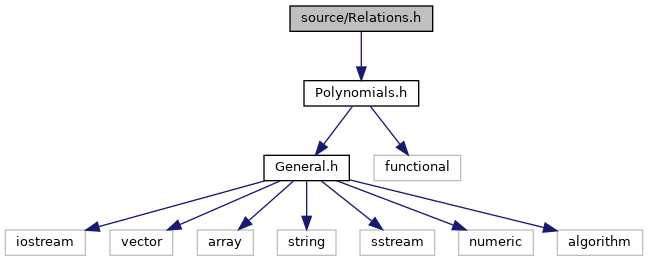 source/Relations.h
Polynomials.h
General.h
functional
iostream
vector
array
string
sstream
numeric
algorithm